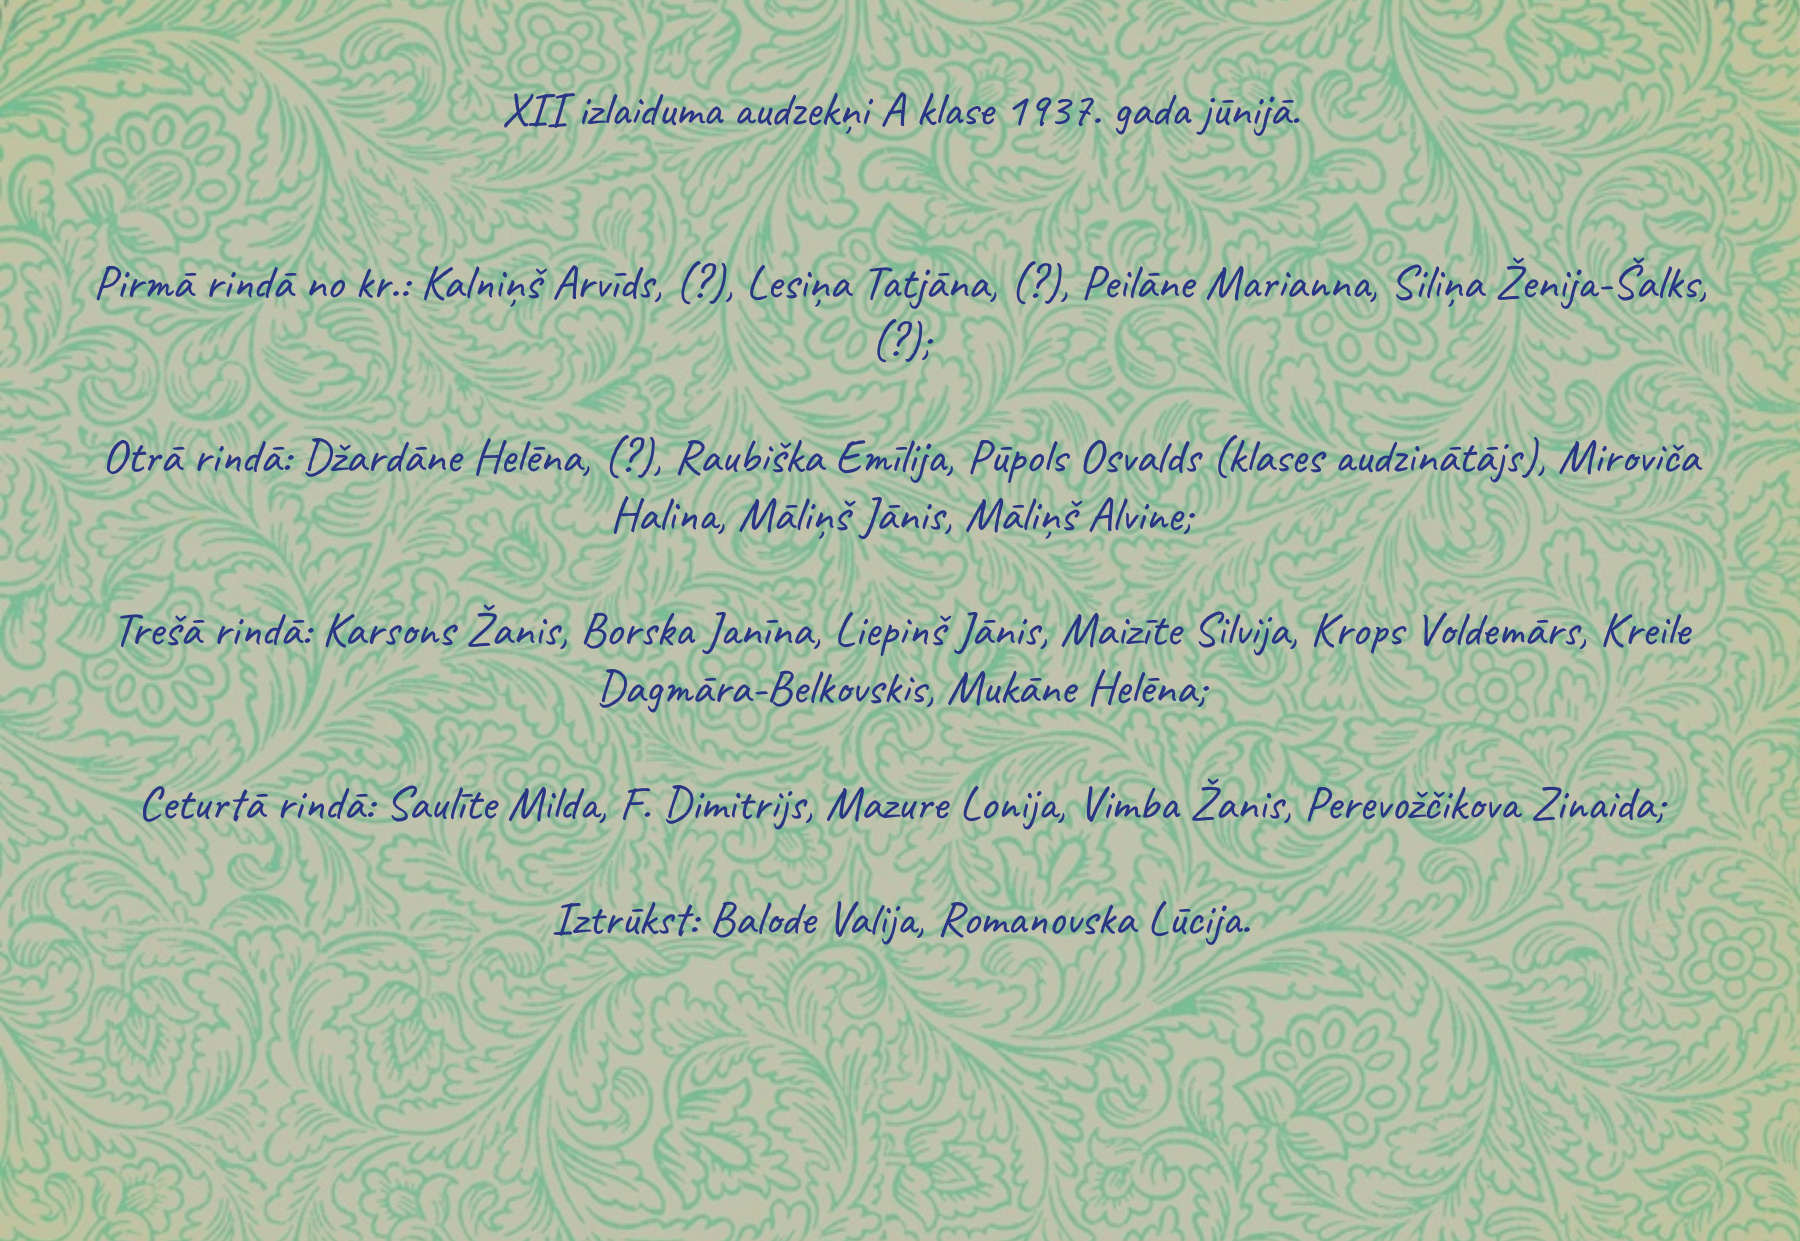 XII izlaiduma audzekņi A klase 1937. gada jūnijā.
Pirmā rindā no kr.: Kalniņš Arvīds, (?), Lesiņa Tatjāna, (?), Peilāne Marianna, Siliņa Ženija-Šalks,
(?);
Otrā rindā: Džardāne Helēna, (?), Raubiška Emīlija, Pūpols Osvalds (klases audzinātājs), Miroviča
Halina, Māliņš Jānis, Māliņš Alvine;
Trešā rindā: Karsons Žanis, Borska Janīna, Liepinš Jānis, Maizīte Silvija, Krops Voldemārs, Kreile
Dagmāra-Belkovskis, Mukāne Helēna;
Ceturtā rindā: Saulīte Milda, F. Dimitrijs, Mazure Lonija, Vimba Žanis, Perevožčikova Zinaida;
Iztrūkst: Balode Valija, Romanovska Lūcija.